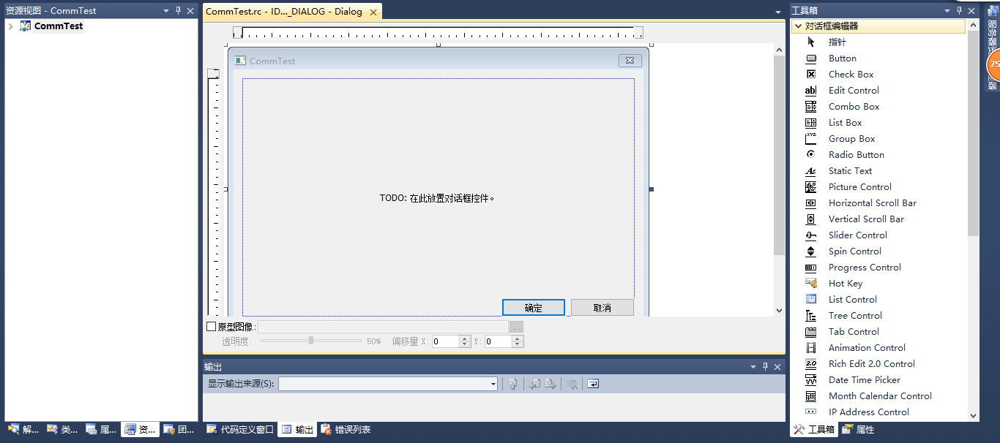 资源视图 - CommTest
CommTest
解...
类...
属...
资...
团...
CommTest.rc - ID..._DIALOG - Dialog
CommTest
TODO: 在此放置对话框控件。
确定
取消
原型图像:
...
透明度:
50%
偏移量 X:
0
Y:
0
输出
显示输出来源(S):
代码定义窗口
输出
错误列表
工具箱
对话框编辑器
指针
Button
Check Box
Edit Control
Combo Box
List Box
Group Box
Radio Button
Static Text
Picture Control
Horizontal Scroll Bar
Vertical Scroll Bar
Slider Control
Spin Control
Progress Control
Hot Key
List Control
Tree Control
Tab Control
Animation Control
Rich Edit 2.0 Control
Date Time Picker
Month Calendar Control
IP Address Control
工具箱
属性
服务器资
器
75